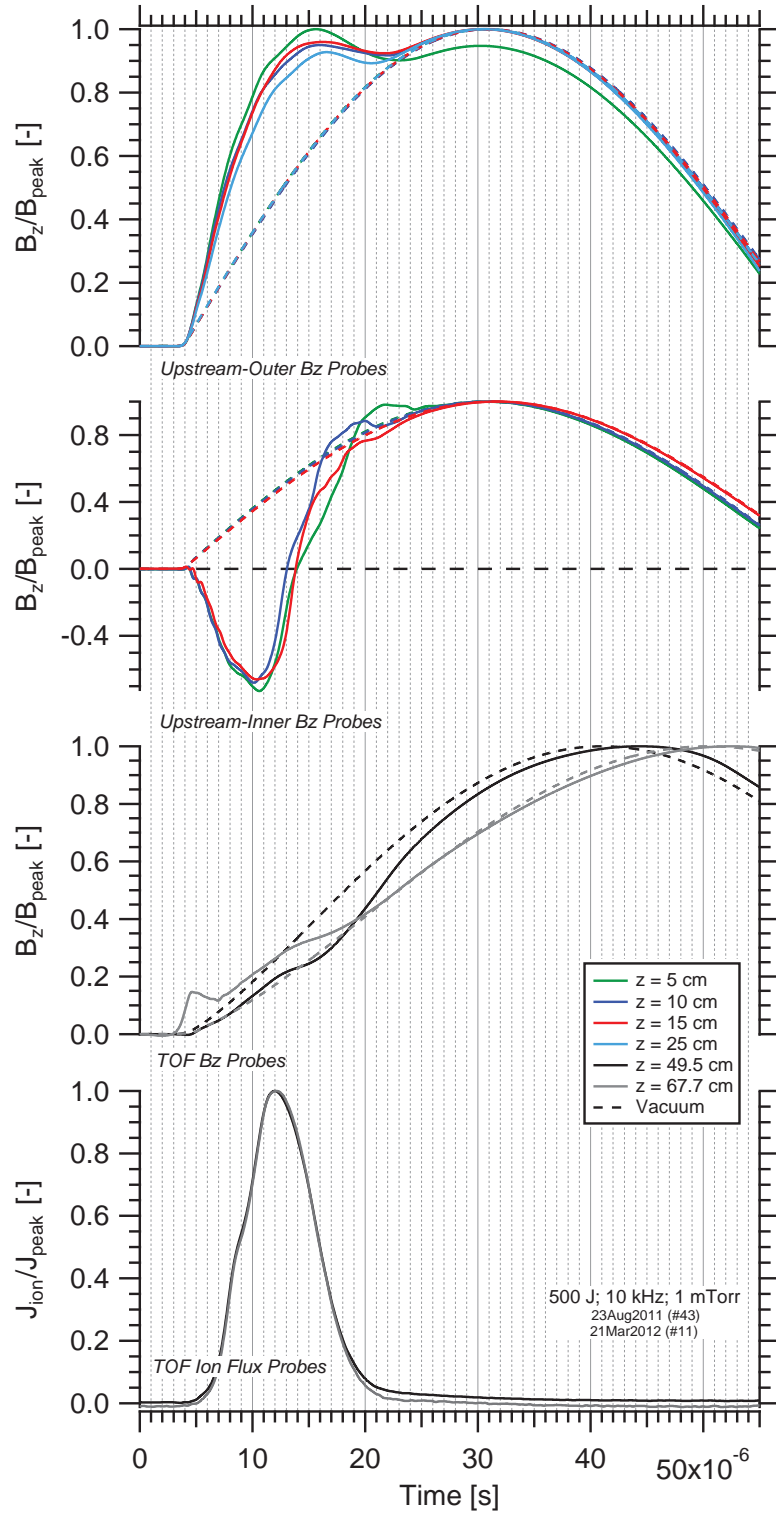 1.0
0.8
0.6
0.4
0.2
0.0
B_z/B_peak [-]
Upstream-Outer Bz Probes
0.8
0.4
0.0
-0.4
B_z/B_peak [-]
Upstream-Inner Bz Probes
1.0
0.8
0.6
0.4
0.2
0.0
B_z/B_peak [-]
z = 5 cm
z = 10 cm
z = 15 cm
z = 25 cm
z = 49.5 cm
z = 67.7 cm
Vacuum
TOF Bz Probes
1.0
0.8
0.6
0.4
0.2
0.0
J_ion/J_peak [-]
500 J; 10 kHz; 1 mTorr
23Aug2011 (#43)
21Mar2012 (#11)
TOF Ion Flux Probes
0 10 20 30 40 50x10^-6
Time [s]